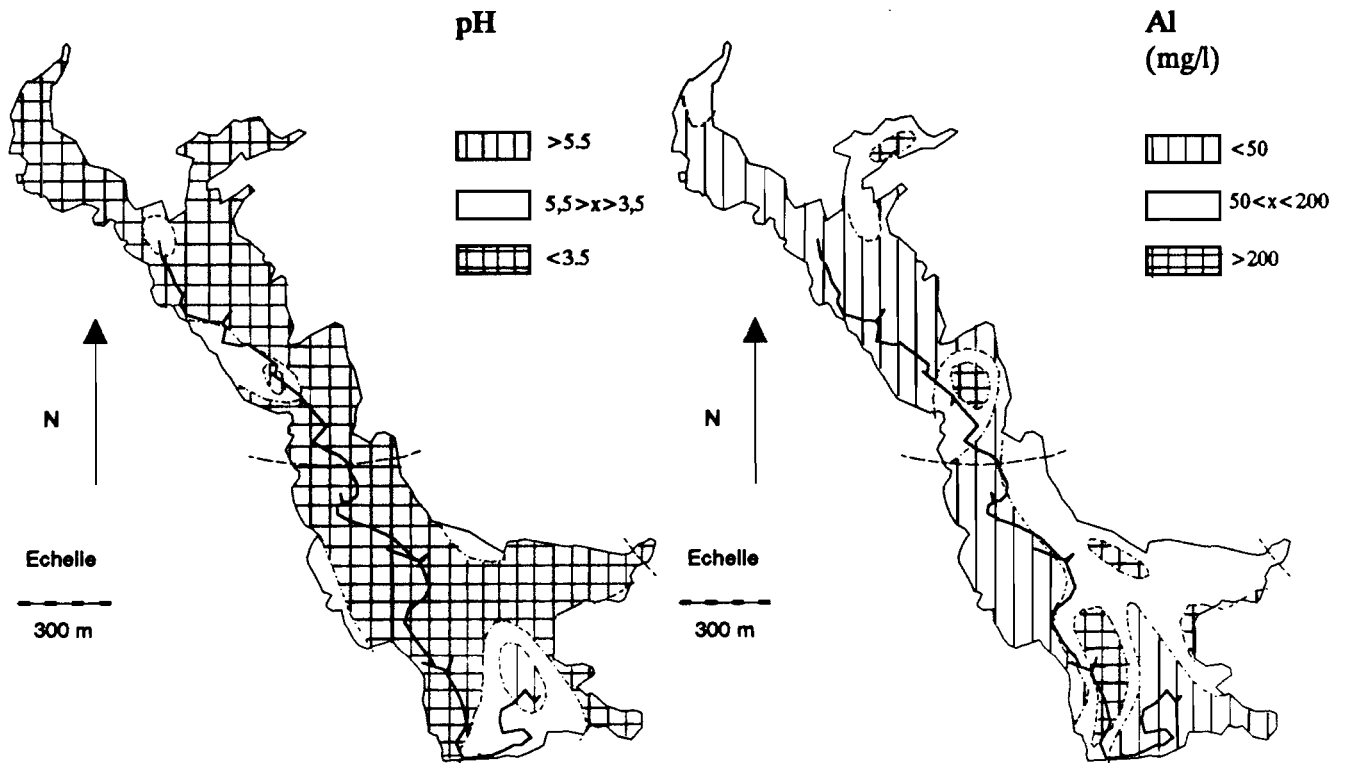 pH
>5.5
5,5>x>3,5
<3.5
N
Echelle
300 m
Al
(mg/l)
<50
50<x<200
>200
N
Echelle
300 m